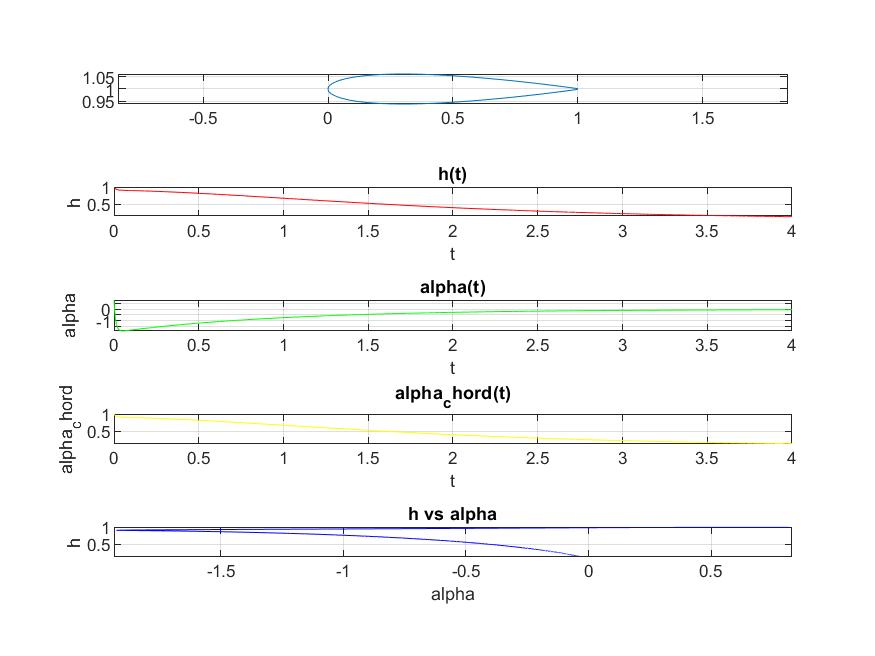 1.05
1
0.95
-0.5 0 0.5 1 1.5
h(t)
1
0.5
h
0 0.5 1 1.5 2 2.5 3 3.5 4
t
alpha(t)
0
-1
alpha
0 0.5 1 1.5 2 2.5 3 3.5 4
t
alpha_chord(t)
1
0.5
alpha_chord
0 0.5 1 1.5 2 2.5 3 3.5 4
t
h vs alpha
1
0.5
h
-1.5 -1 -0.5 0 0.5
alpha